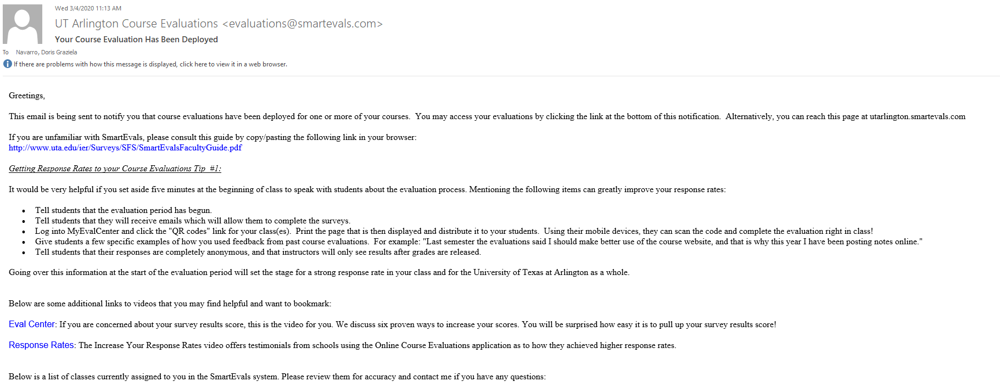 Wed 3/4/2020 11:13 AM
UT Arlington Course Evaluations <evaluations@smartevals.com>
Your Course Evaluation Has Been Deployed
To Navarro, Doris Graziela
If there are problems with how this message is displayed, click here to view it in a web browser.
Greetings,
This email is being sent to notify you that course evaluations have been deployed for one or more of your courses.  You may access your evaluations by clicking the link at the bottom of this notification.  Alternatively, you can reach this page at utarlington.smartevals.com
If you are unfamiliar with SmartEvals, please consult this guide by copy/pasting the following link in your browser:
http://www.uta.edu/ier/Surveys/SFS/SmartEvalsFacultyGuide.pdf
Getting Response Rates to your Course Evaluations Tip  #1:
It would be very helpful if you set aside five minutes at the beginning of class to speak with students about the evaluation process. Mentioning the following items can greatly improve your response rates:
• Tell students that the evaluation period has begun.
• Tell students that they will receive emails which will allow them to complete the surveys.
• Log into MyEvalCenter and click the "QR codes" link for your class(es).  Print the page that is then displayed and distribute it to your students.  Using their mobile devices, they can scan the code and complete the evaluation right in class!
• Give students a few specific examples of how you used feedback from past course evaluations.  For example: "Last semester the evaluations said I should make better use of the course website, and that is why this year I have been posting notes online."
• Tell students that their responses are completely anonymous, and that instructors will only see results after grades are released.
Going over this information at the start of the evaluation period will set the stage for a strong response rate in your class and for the University of Texas at Arlington as a whole.
Below are some additional links to videos that you may find helpful and want to bookmark:
Eval Center: If you are concerned about your survey results score, this is the video for you. We discuss six proven ways to increase your scores. You will be surprised how easy it is to pull up your survey results score!
Response Rates: The Increase Your Response Rates video offers testimonials from schools using the Online Course Evaluations application as to how they achieved higher response rates.
Below is a list of classes currently assigned to you in the SmartEvals system. Please review them for accuracy and contact me if you have any questions: